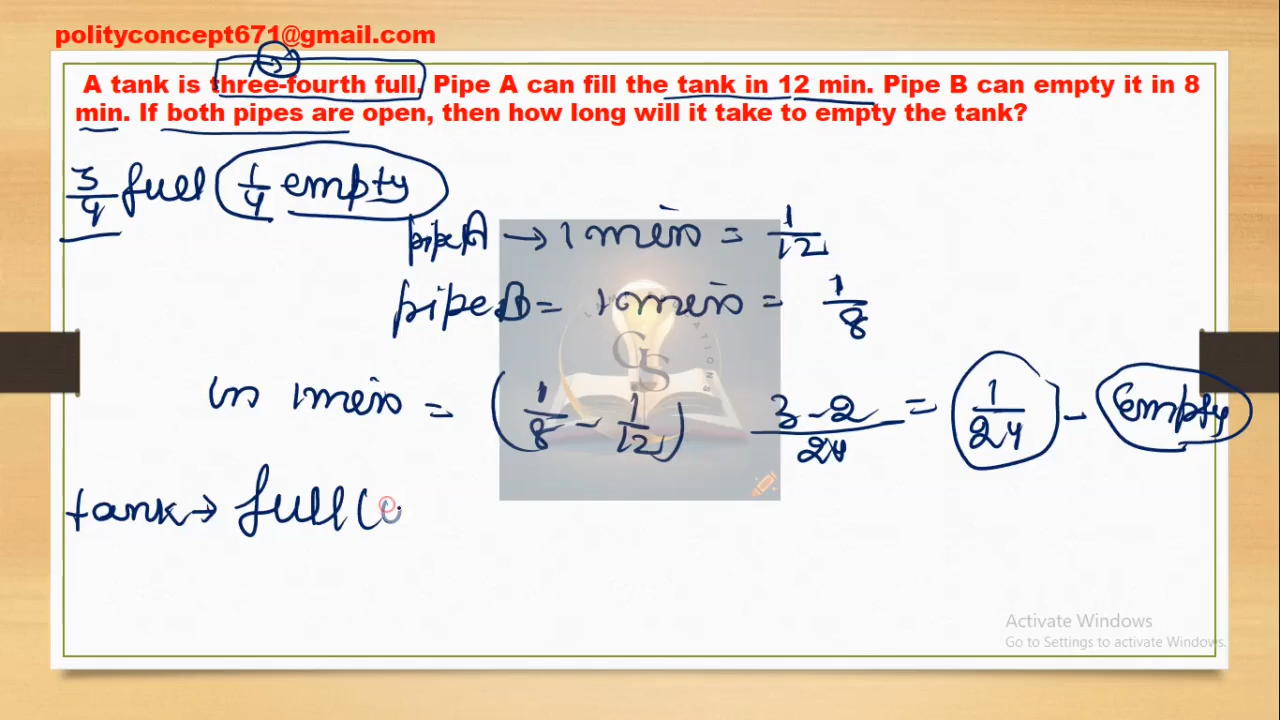 polityconcept671@gmail.com
A tank is three-fourth full. Pipe A can fill the tank in 12 min. Pipe B can empty it in 8
min. If both pipes are open, then how long will it take to empty the tank?
3/4 full 1/4 empty
pipeA → 1 min = 1/12
pipeB = 1 min = 1/8
in 1 min = (1/8 - 1/12) 3-2/24 = 1/24 - Empty
tank → full (e
GS
Activate Windows
Go to Settings to activate Windows.